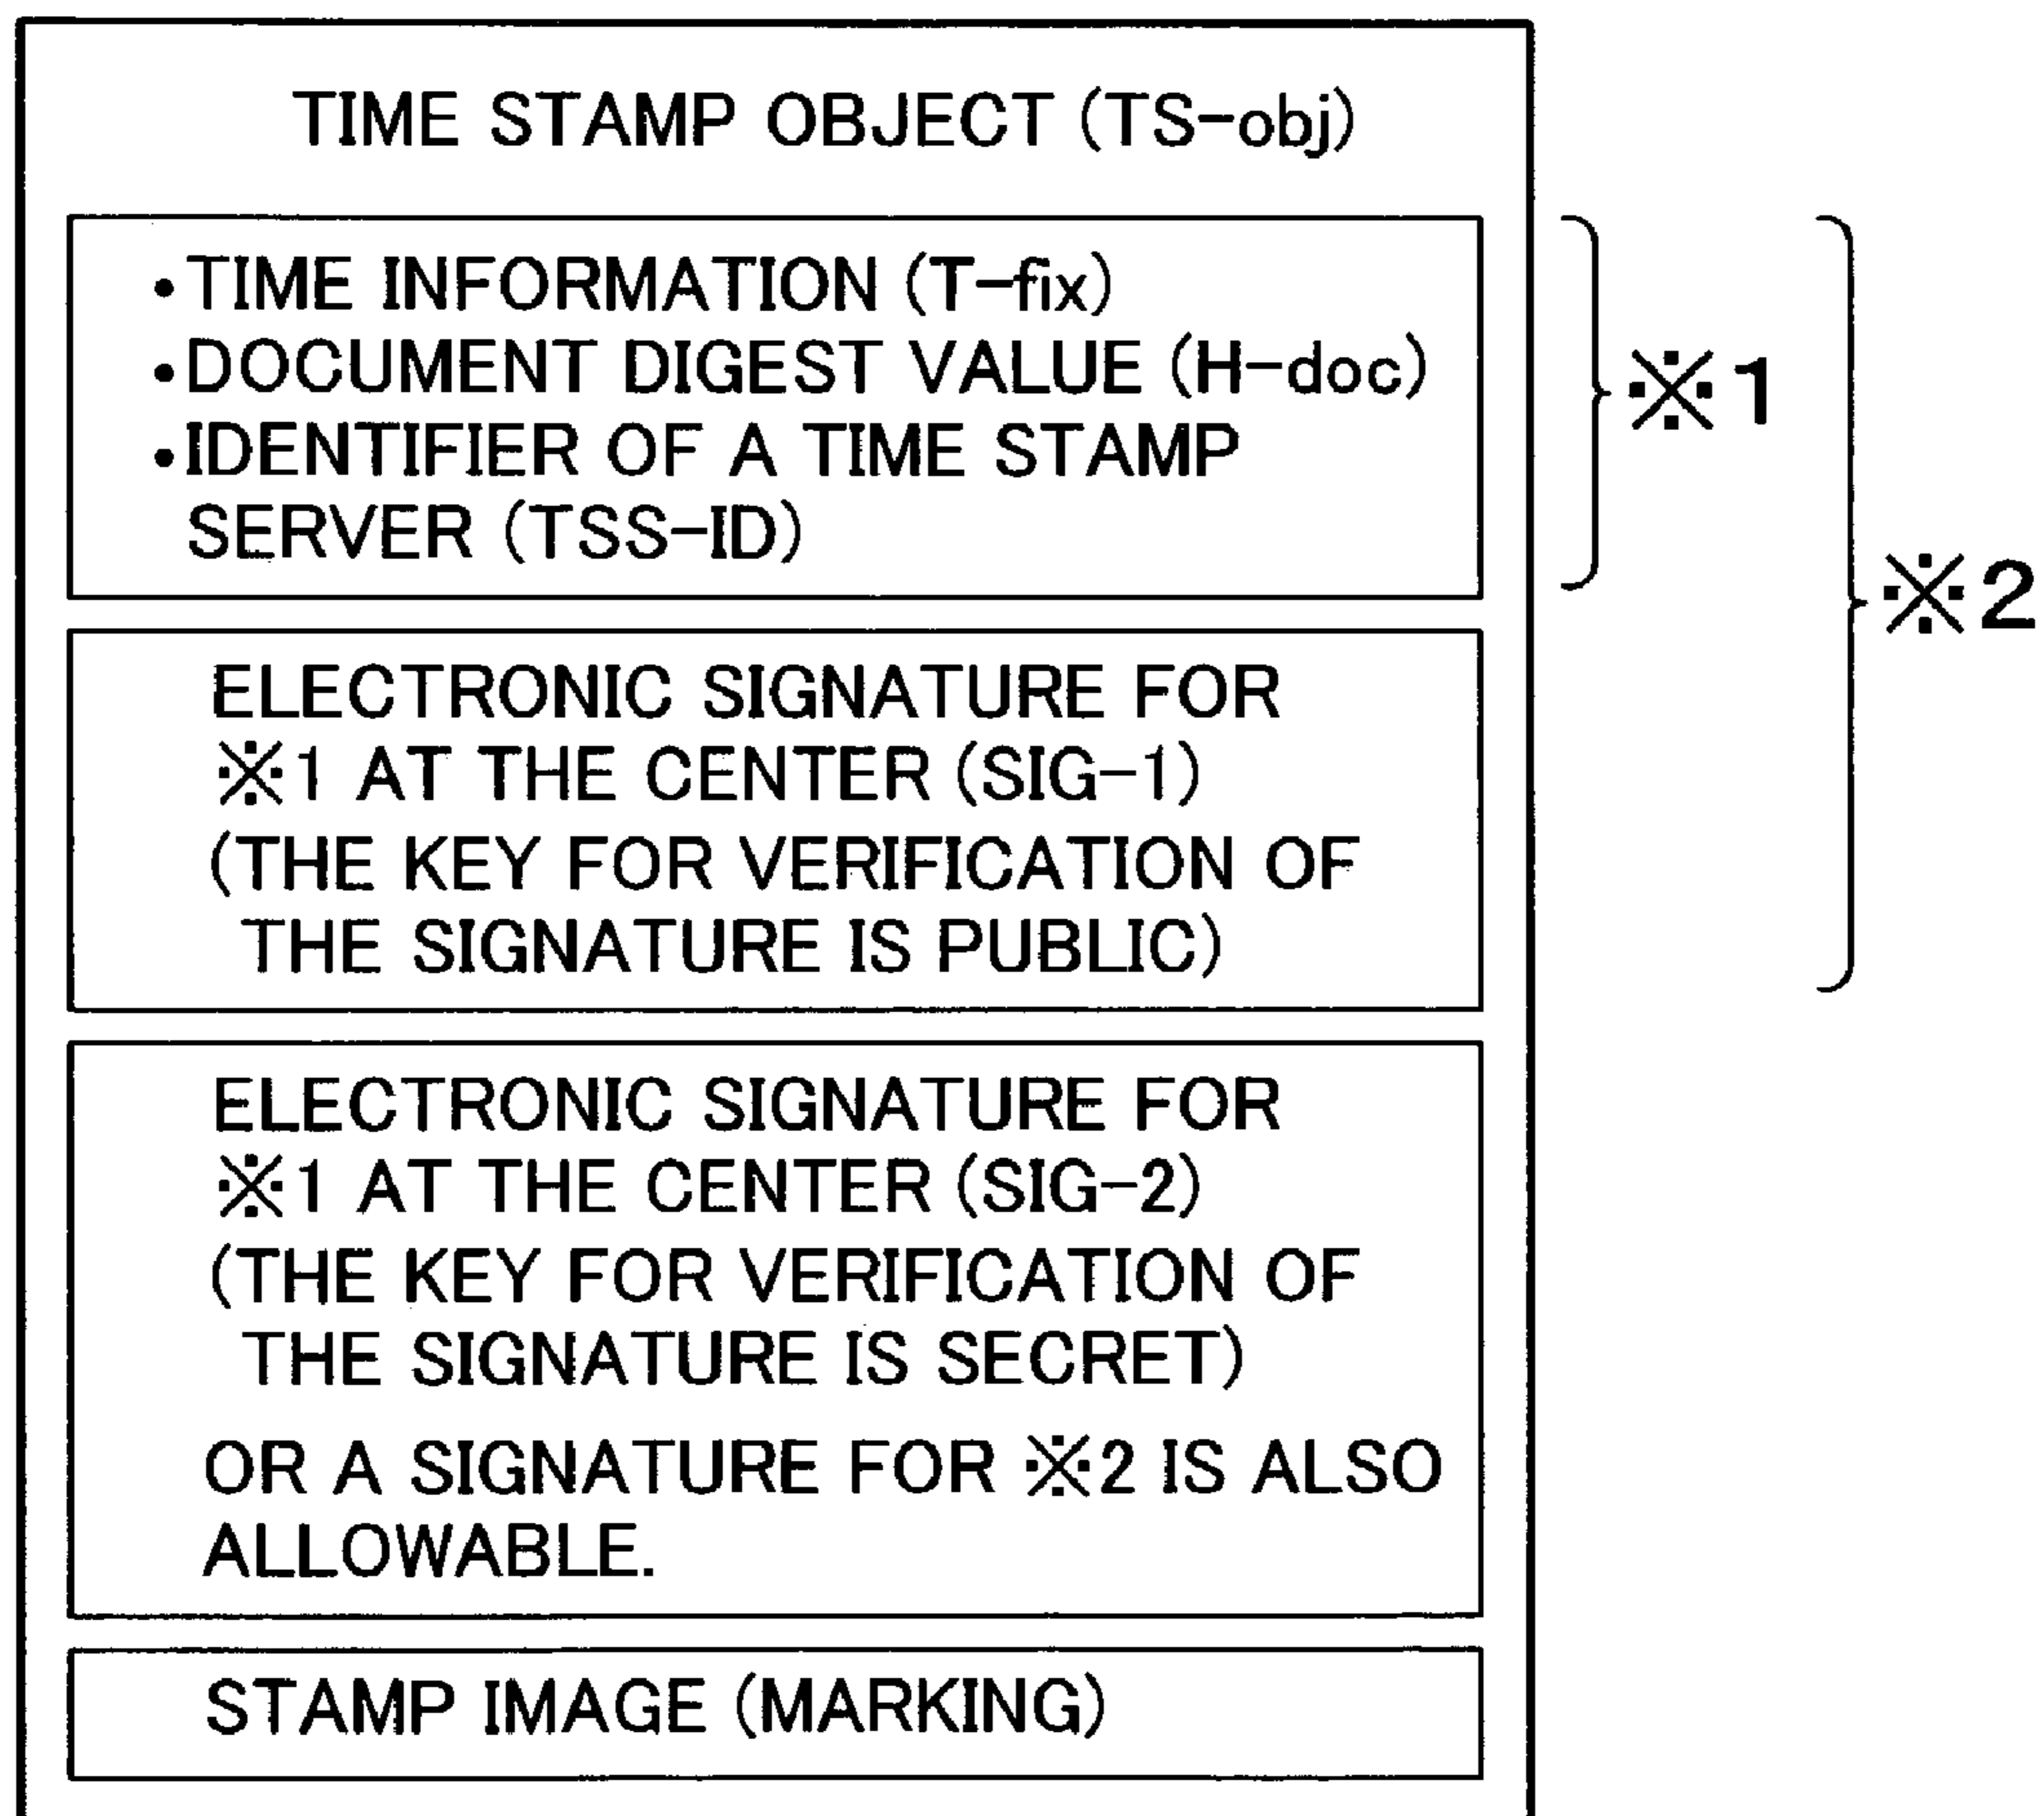 TIME STAMP OBJECT (TS-obj)
•TIME INFORMATION (T-fix)
•DOCUMENT DIGEST VALUE (H-doc)
•IDENTIFIER OF A TIME STAMP
SERVER (TSS-ID)
※1
※2
ELECTRONIC SIGNATURE FOR
※1 AT THE CENTER (SIG-1)
(THE KEY FOR VERIFICATION OF
THE SIGNATURE IS PUBLIC)
ELECTRONIC SIGNATURE FOR
※1 AT THE CENTER (SIG-2)
(THE KEY FOR VERIFICATION OF
THE SIGNATURE IS SECRET)
OR A SIGNATURE FOR ※2 IS ALSO
ALLOWABLE.
STAMP IMAGE (MARKING)